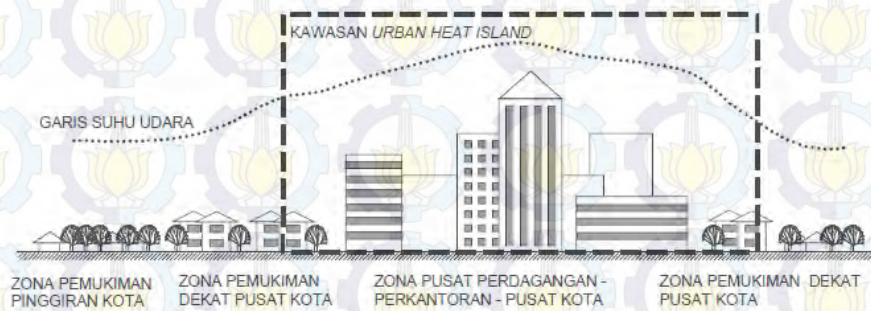 KAWASAN URBAN HEAT ISLAND
GARIS SUHU UDARA
ZONA PEMUKIMAN
PINGGIRAN KOTA
ZONA PEMUKIMAN
DEKAT PUSAT KOTA
ZONA PUSAT PERDAGANGAN -
PERKANTORAN - PUSAT KOTA
ZONA PEMUKIMAN DEKAT
PUSAT KOTA